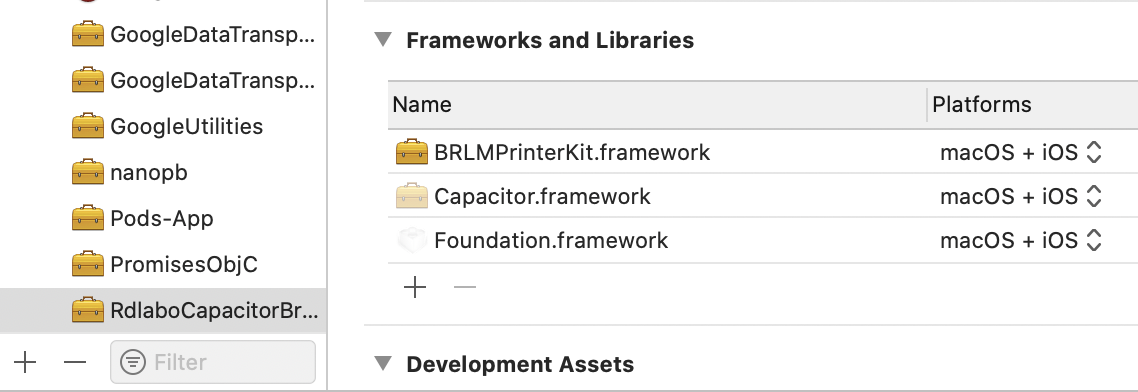 GoogleDataTransp...
GoogleDataTransp...
GoogleUtilities
nanopb
Pods-App
PromisesObjC
RdlaboCapacitorBr...
Filter
Frameworks and Libraries
Name Platforms
BRLMPrinterKit.framework macOS + iOS
Capacitor.framework macOS + iOS
Foundation.framework macOS + iOS
Development Assets